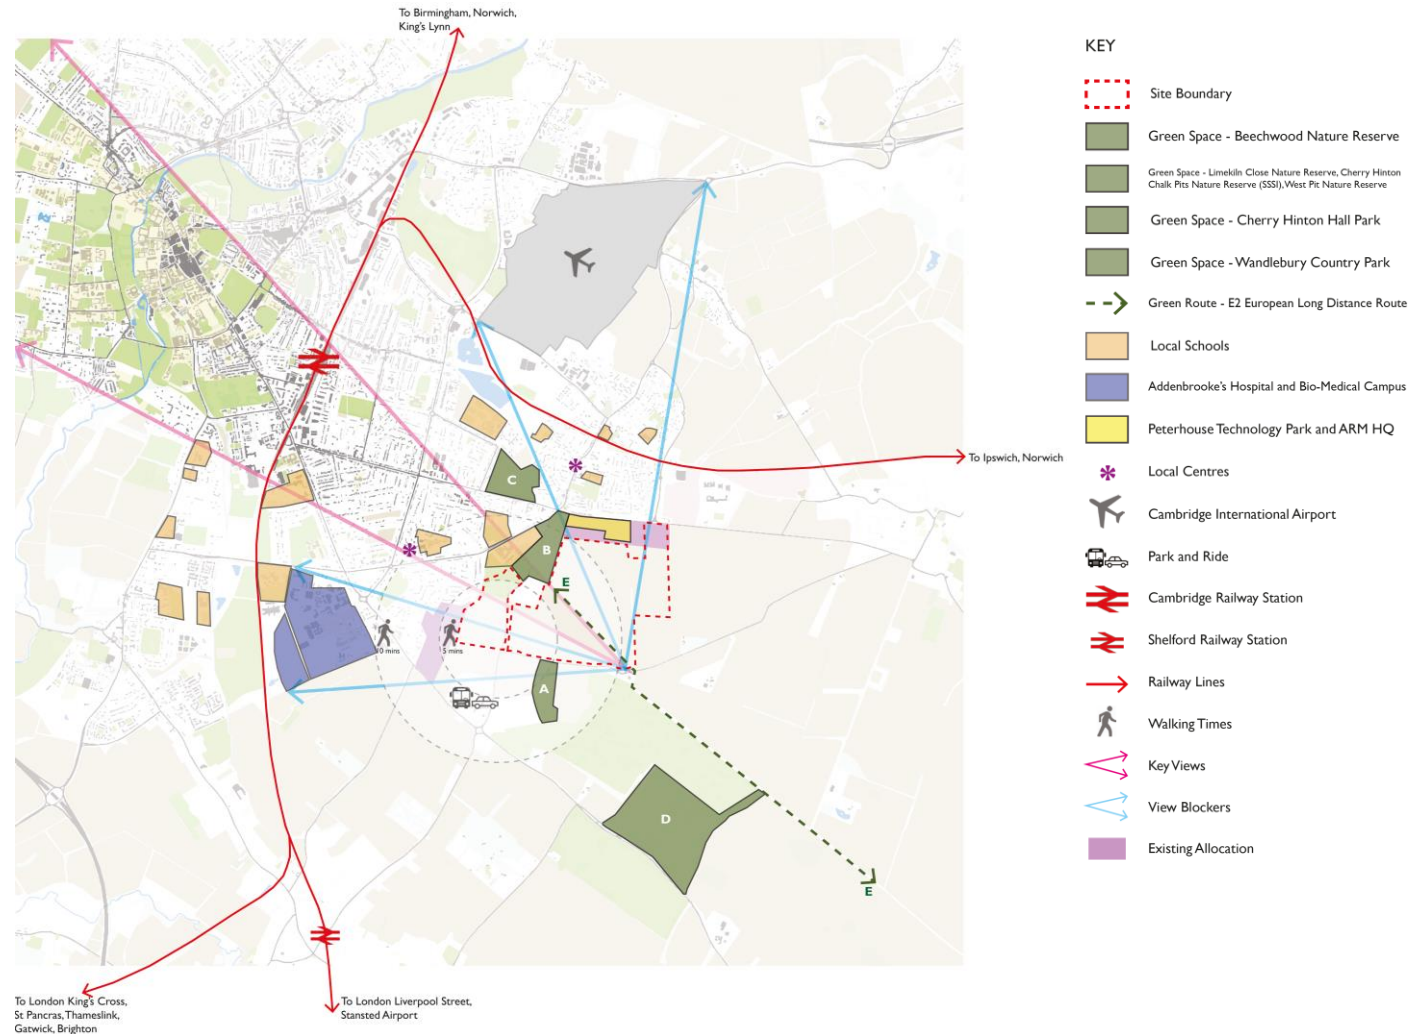 To Birmingham, Norwich,
King's Lynn
KEY
Site Boundary
Green Space - Beechwood Nature Reserve
Green Space - Limekiln Close Nature Reserve, Cherry Hinton
Chalk Pits Nature Reserve (SSSI), West Pit Nature Reserve
Green Space - Cherry Hinton Hall Park
Green Space - Wandlebury Country Park
Green Route - E2 European Long Distance Route
Local Schools
Addenbrooke's Hospital and Bio-Medical Campus
Peterhouse Technology Park and ARM HQ
Local Centres
Cambridge International Airport
Park and Ride
Cambridge Railway Station
Shelford Railway Station
Railway Lines
Walking Times
Key Views
View Blockers
Existing Allocation
To Ipswich, Norwich
C
B
E
10 mins
5 mins
A
D
E
To London King's Cross,
St Pancras, Thameslink,
Gatwick, Brighton
To London Liverpool Street,
Stansted Airport